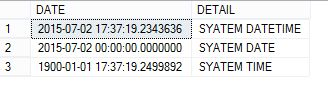 DATE DETAIL
1 2015-07-02 17:37:19.2343636 SYATEM DATETIME
2 2015-07-02 00:00:00.0000000 SYATEM DATE
3 1900-01-01 17:37:19.2499892 SYATEM TIME